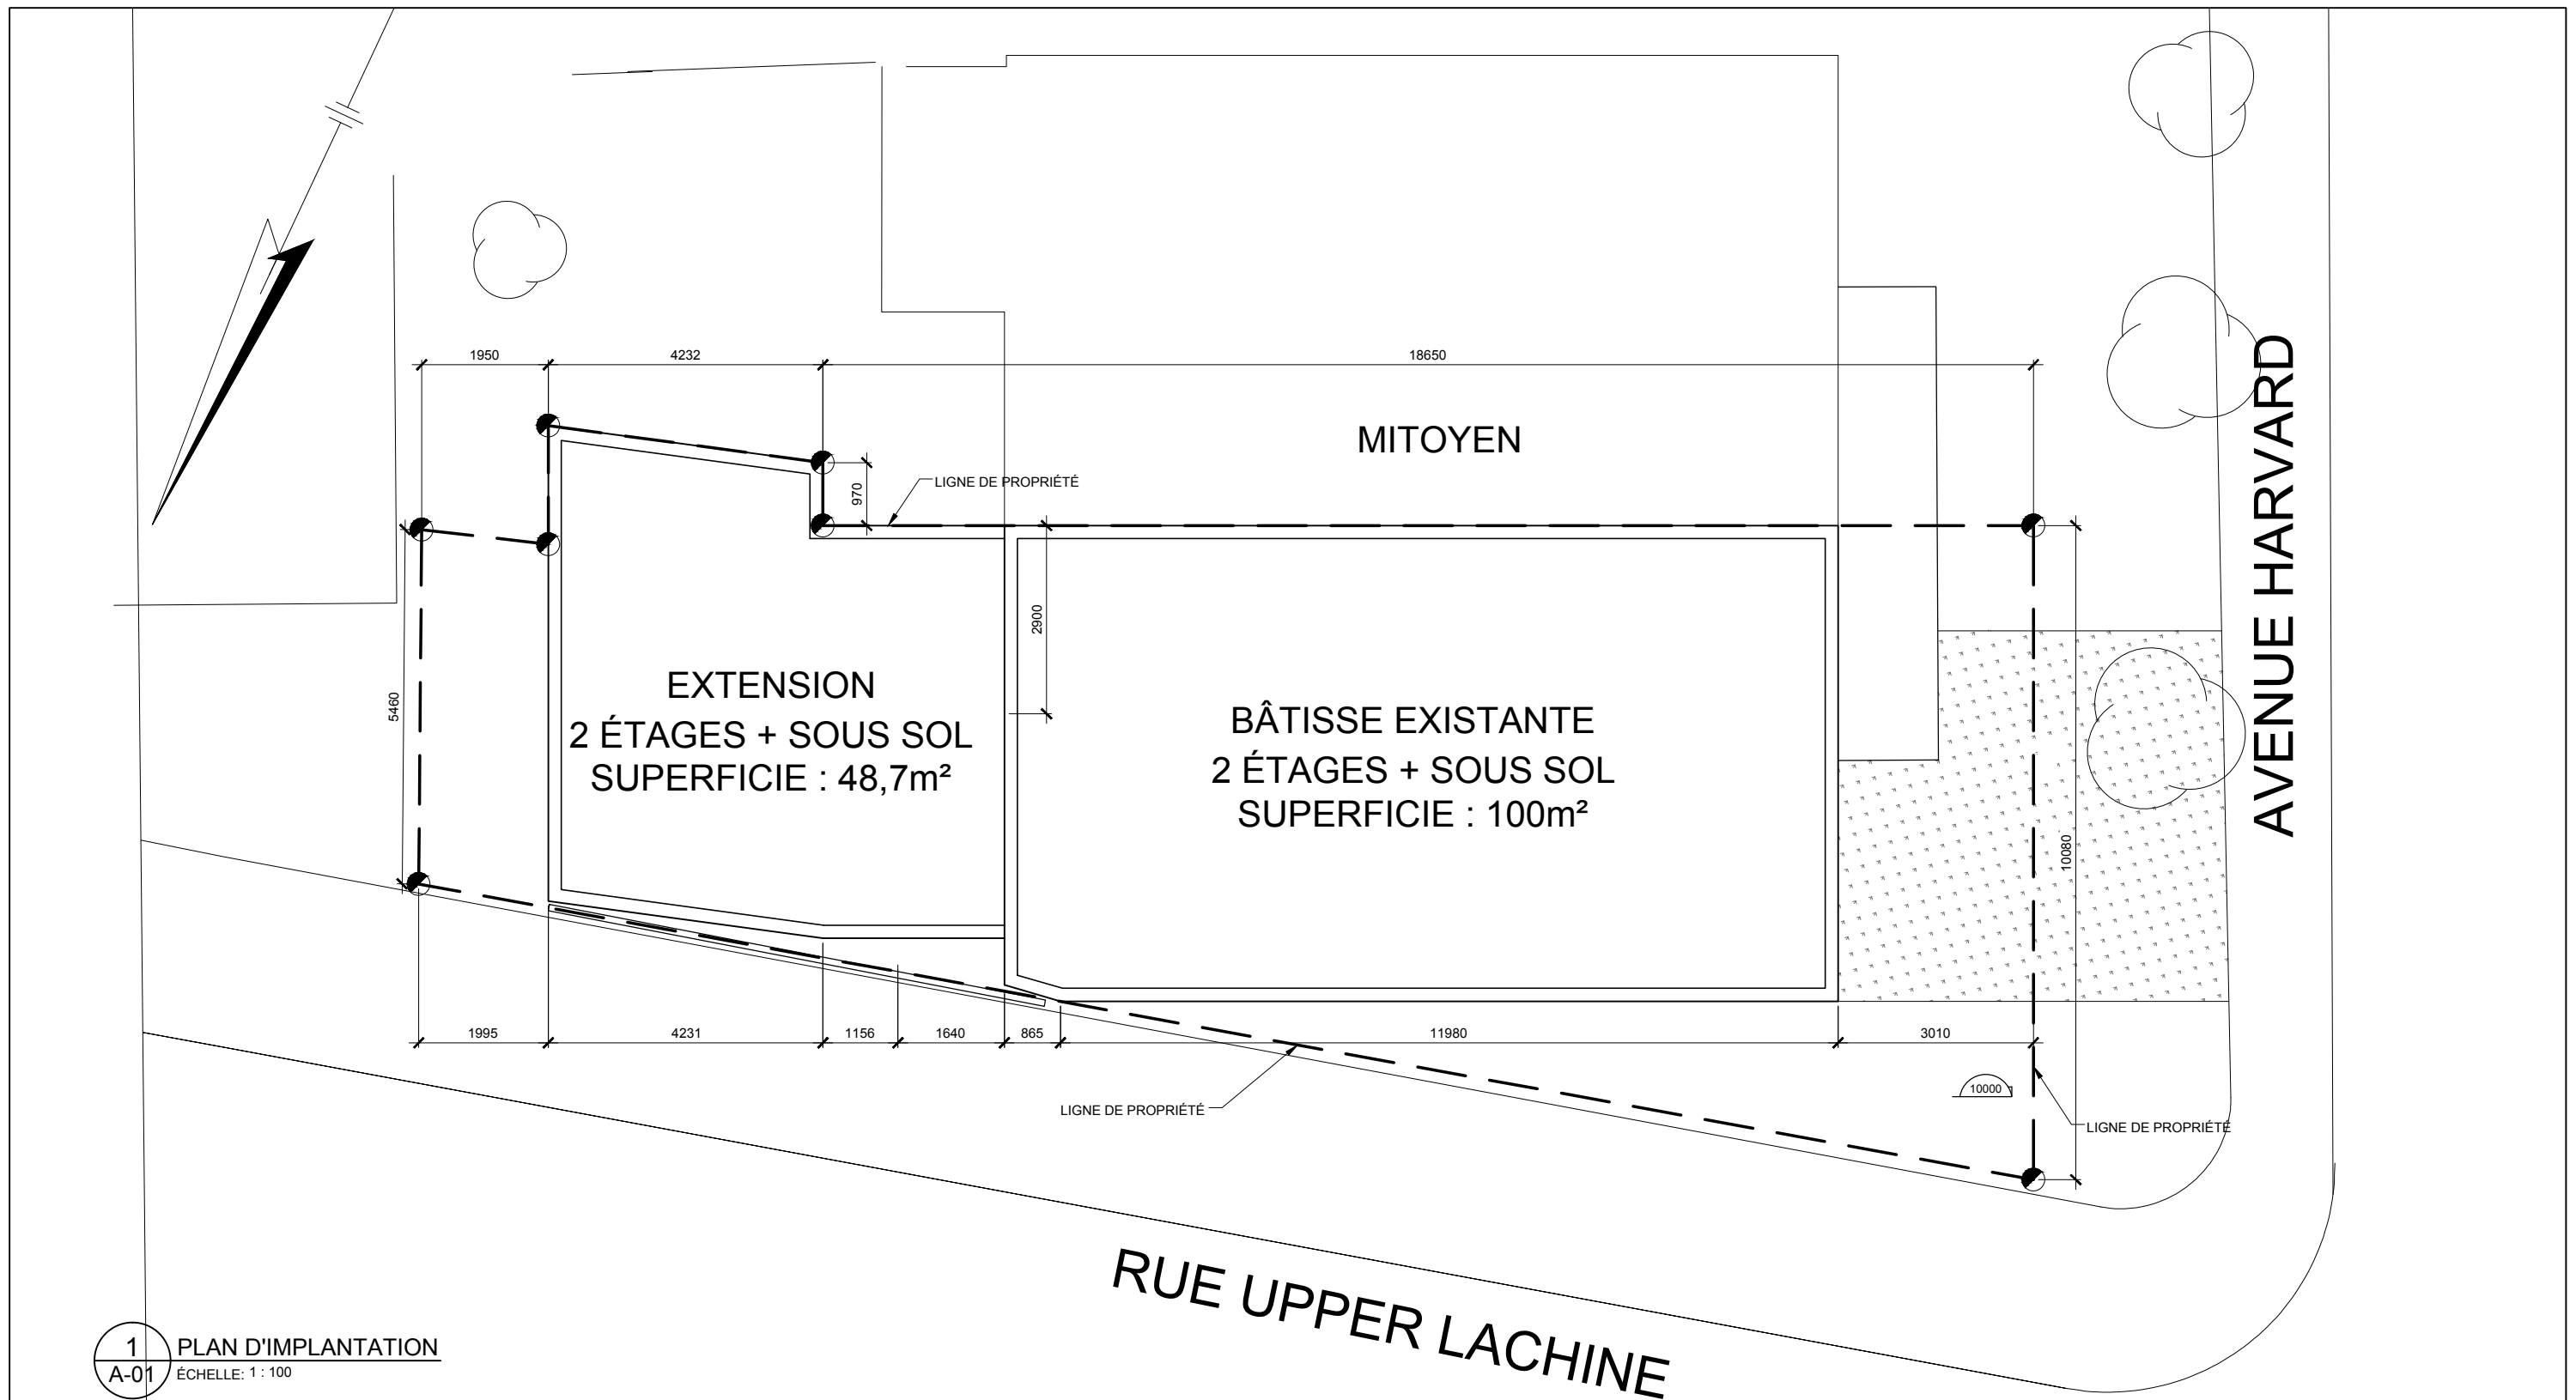 1950
4232
18650
MITOYEN
LIGNE DE PROPRIÉTÉ
970
AVENUE HARVARD
2900
5460
EXTENSION
2 ÉTAGES + SOUS SOL
SUPERFICIE : 48,7m²
BÂTISSE EXISTANTE
2 ÉTAGES + SOUS SOL
SUPERFICIE : 100m²
10080
1995
4231
1156
1640
865
11980
3010
10000
LIGNE DE PROPRIÉTÉ
LIGNE DE PROPRIÉTÉ
RUE UPPER LACHINE
1
A-01
PLAN D'IMPLANTATION
ÉCHELLE: 1 : 100